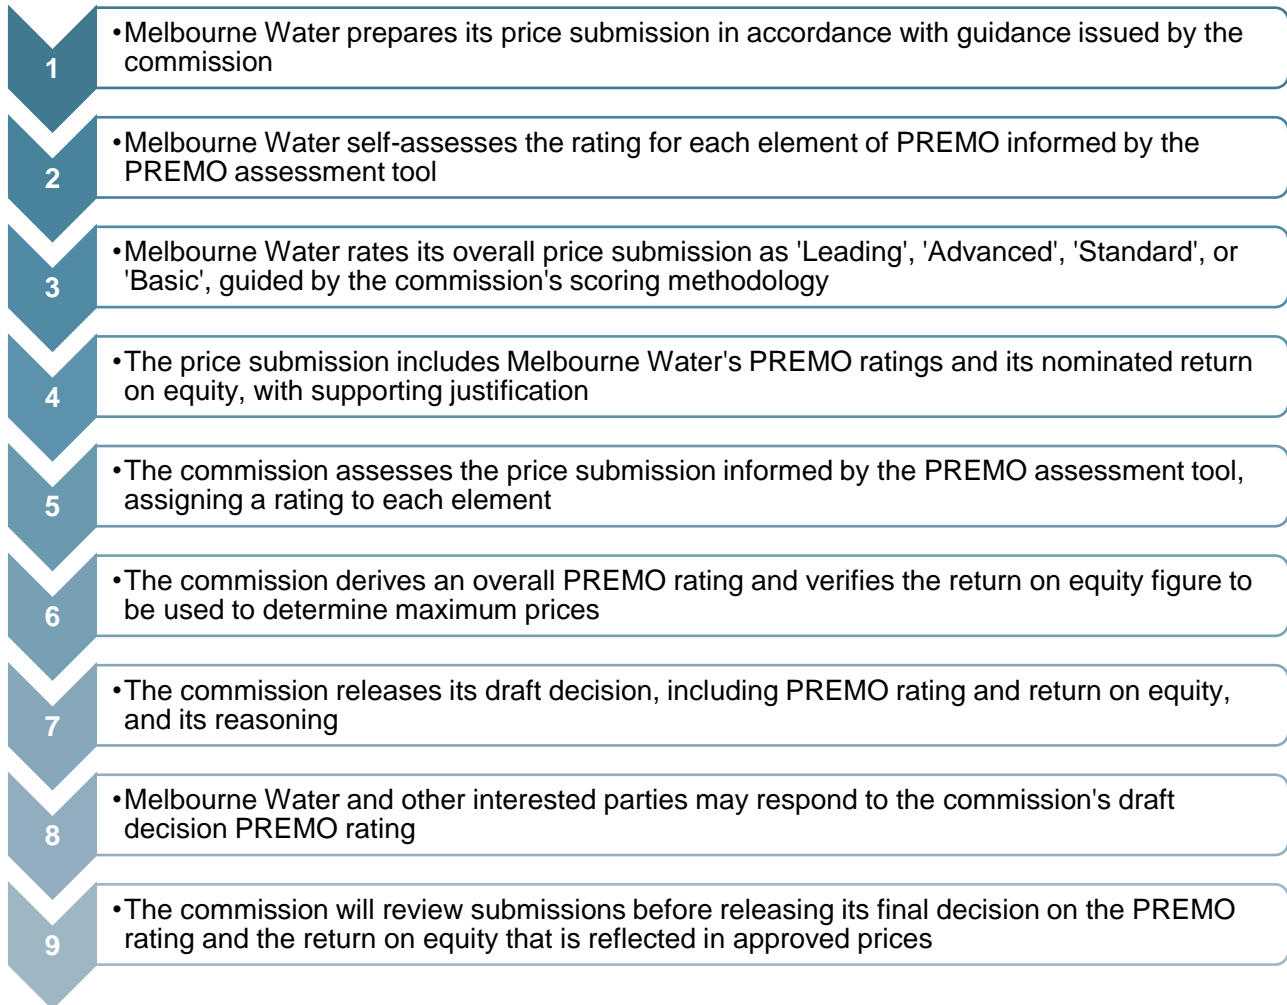 1
•Melbourne Water prepares its price submission in accordance with guidance issued by the
commission
2
•Melbourne Water self-assesses the rating for each element of PREMO informed by the
PREMO assessment tool
3
•Melbourne Water rates its overall price submission as 'Leading', 'Advanced', 'Standard', or
'Basic', guided by the commission's scoring methodology
4
•The price submission includes Melbourne Water's PREMO ratings and its nominated return
on equity, with supporting justification
5
•The commission assesses the price submission informed by the PREMO assessment tool,
assigning a rating to each element
6
•The commission derives an overall PREMO rating and verifies the return on equity figure to
be used to determine maximum prices
7
•The commission releases its draft decision, including PREMO rating and return on equity,
and its reasoning
8
•Melbourne Water and other interested parties may respond to the commission's draft
decision PREMO rating
9
•The commission will review submissions before releasing its final decision on the PREMO
rating and the return on equity that is reflected in approved prices